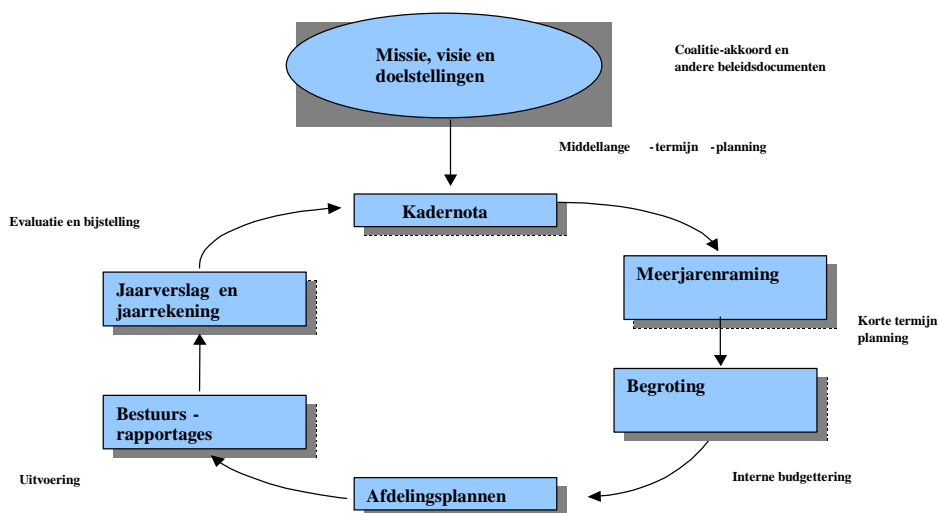 Missie, visie en
doelstellingen
Coalitie-akkoord en
andere beleidsdocumenten
Middellange -termijn -planning
Kadernota
Evaluatie en bijstelling
Meerjarenraming
Jaarverslag en
jaarrekening
Korte termijn
planning
Begroting
Bestuurs -
rapportages
Interne budgettering
Uitvoering
Afdelingsplannen